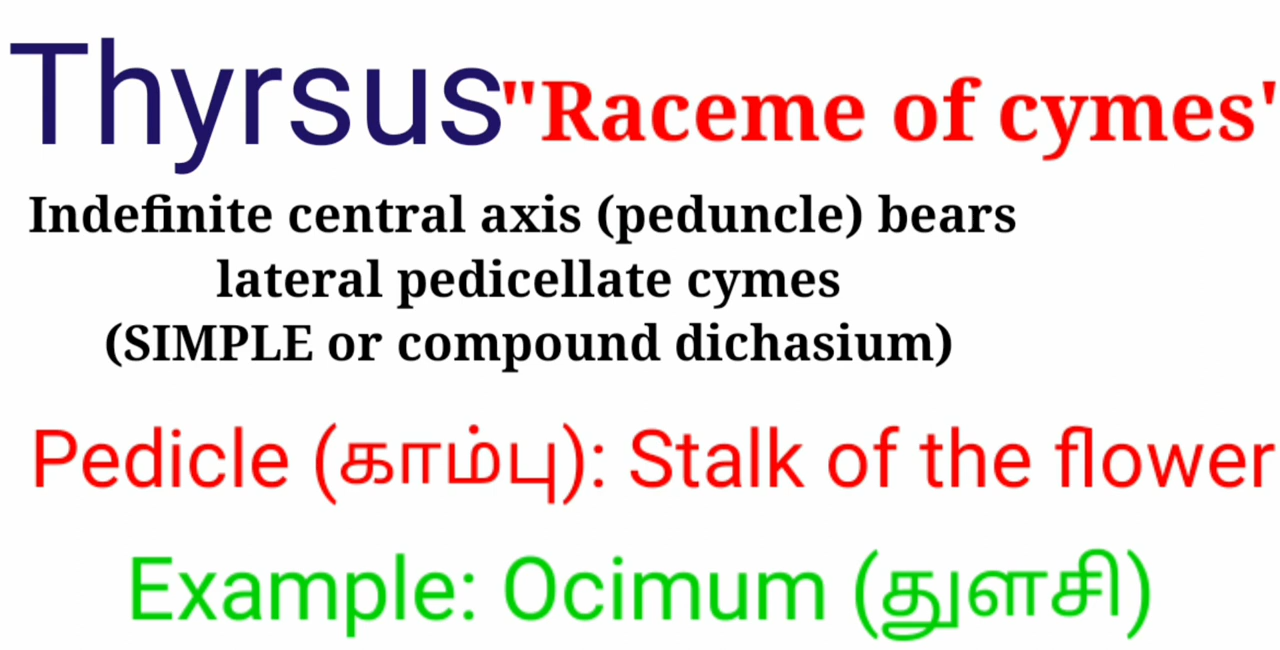 Thyrsus "Raceme of cymes'
Indefinite central axis (peduncle) bears
lateral pedicellate cymes
(SIMPLE or compound dichasium)
Pedicle (காம்பு): Stalk of the flower
Example: Ocimum (துளசி)